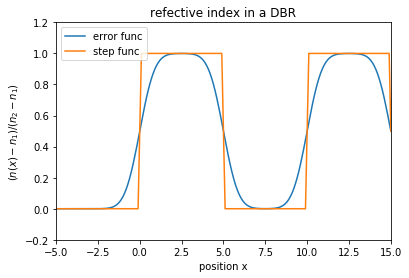 refective index in a DBR
error func
step func
1.2
1.0
0.8
0.6
0.4
0.2
0.0
−0.2
(n(x) − n₁)/(n₂ − n₁)
−5.0 −2.5 0.0 2.5 5.0 7.5 10.0 12.5 15.0
position x